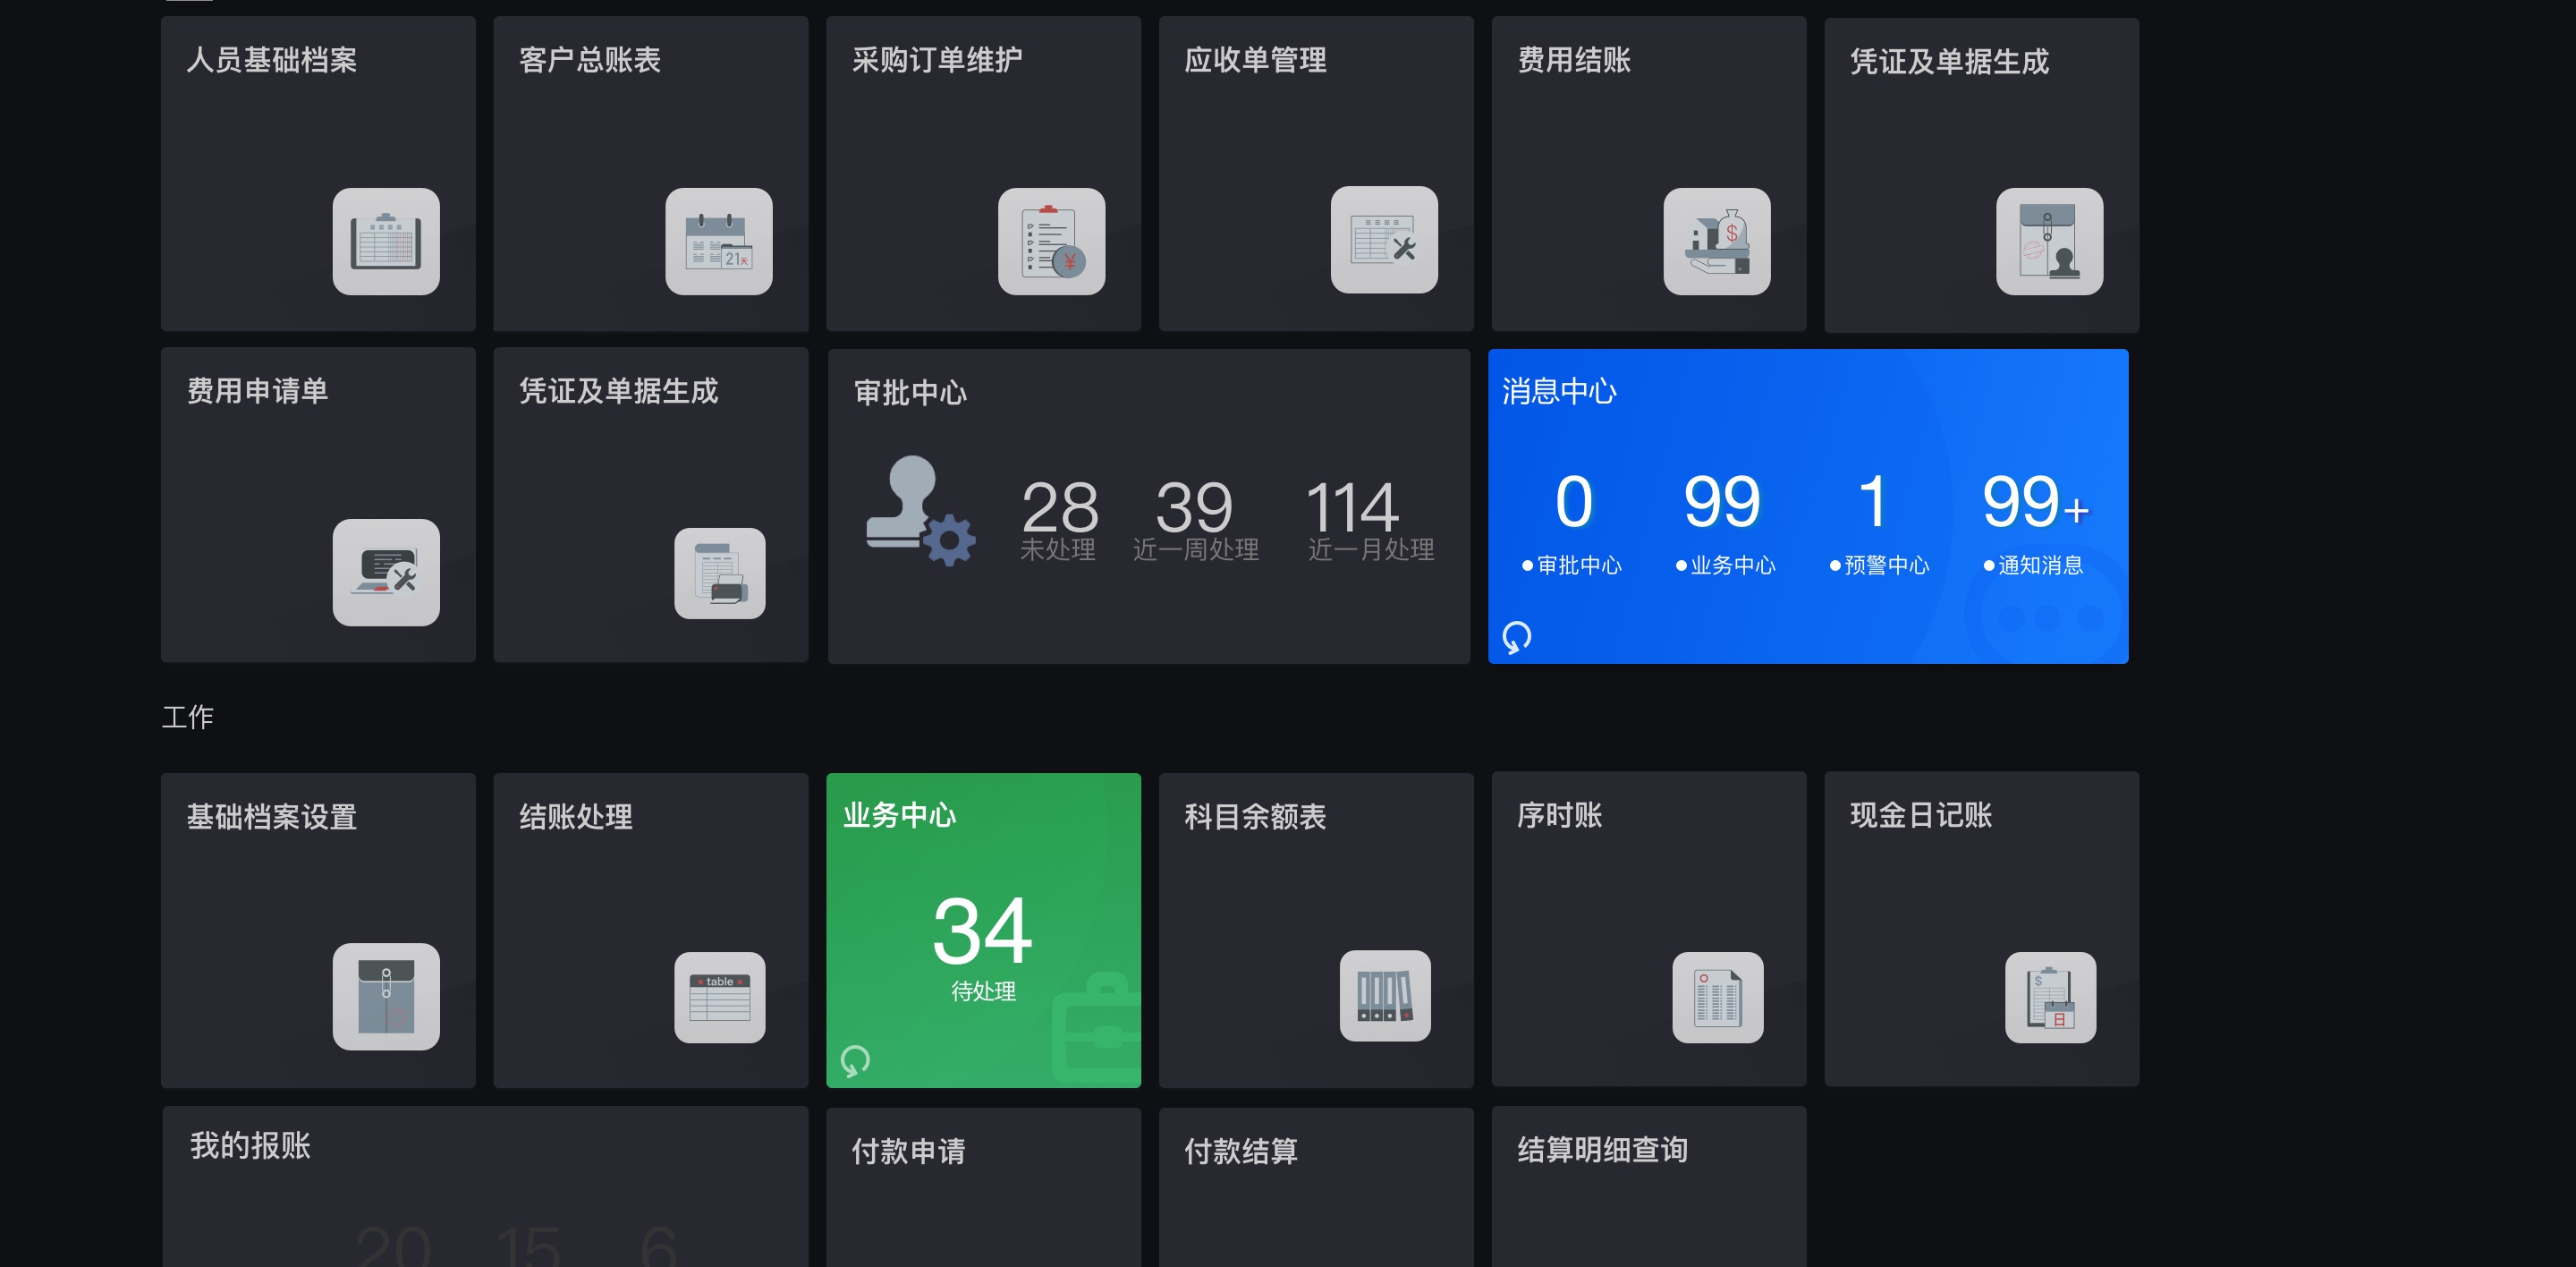 人员基础档案
客户总账表
采购订单维护
应收单管理
费用结账
凭证及单据生成
21天
¥
$
费用申请单
凭证及单据生成
审批中心
28 39 114
未处理 近一周处理 近一月处理
消息中心
0 99 1 99+
审批中心 业务中心 预警中心 通知消息
工作
基础档案设置
结账处理
table
业务中心
34
待处理
科目余额表
序时账
现金日记账
$
日
我的报账
20 15 6
付款申请
付款结算
结算明细查询